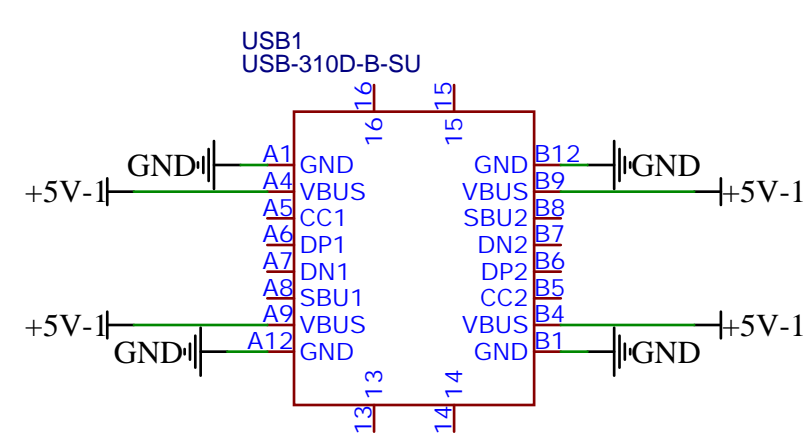 USB1
USB-310D-B-SU
16 15
16 15
GND A1 GND GND B12 GND
+5V-1 A4 VBUS VBUS B9 +5V-1
A5 CC1 SBU2 B8
A6 DP1 DN2 B7
A7 DN1 DP2 B6
A8 SBU1 CC2 B5
+5V-1 A9 VBUS VBUS B4 +5V-1
GND A12 GND GND B1 GND
13 14
13 14